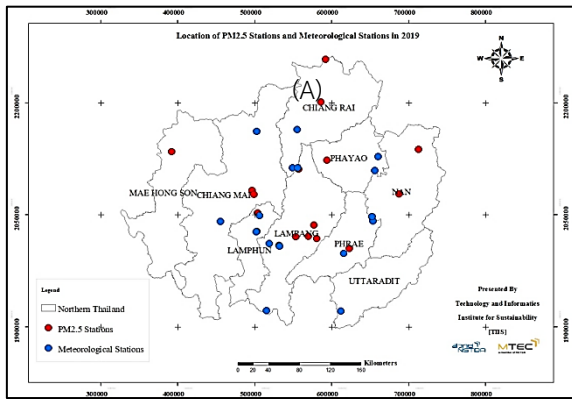 300000 400000 500000 600000 700000 800000
Location of PM2.5 Stations and Meteorological Stations in 2019
N
W E
S
(A)
CHIANG RAI
PHAYAO
MAE HONG SON
CHIANG MAI
NAN
LAMPANG
LAMPHUN
PHRAE
UTTARADIT
2200000
2050000
1900000
2200000
2050000
1900000
Legend
Northern Thailand
PM2.5 Stations
Meteorological Stations
Kilometers
0 20 40 80 120 160
Presented By
Technology and Informatics
Institute for Sustainability
[TIIS]
NSTDA
MTEC
300000 400000 500000 600000 700000 800000